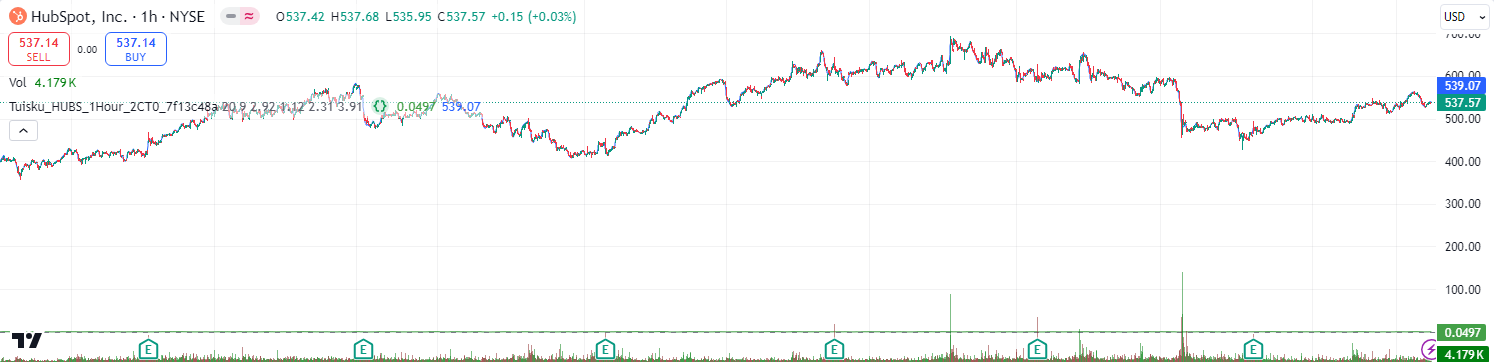 HubSpot, Inc. · 1h · NYSE O537.42 H537.68 L535.95 C537.57 +0.15 (+0.03%)
USD
537.14 SELL
0.00
537.14 BUY
Vol 4.179 K
Tuisku_HUBS_1Hour_2CT0_7f13c48a 20 9 2.92 1.12 2.31 3.91 {} 0.0497 539.07
700.00
600.00
539.07
537.57
500.00
400.00
300.00
200.00
100.00
0.0497
4.179 K
E E E E E E